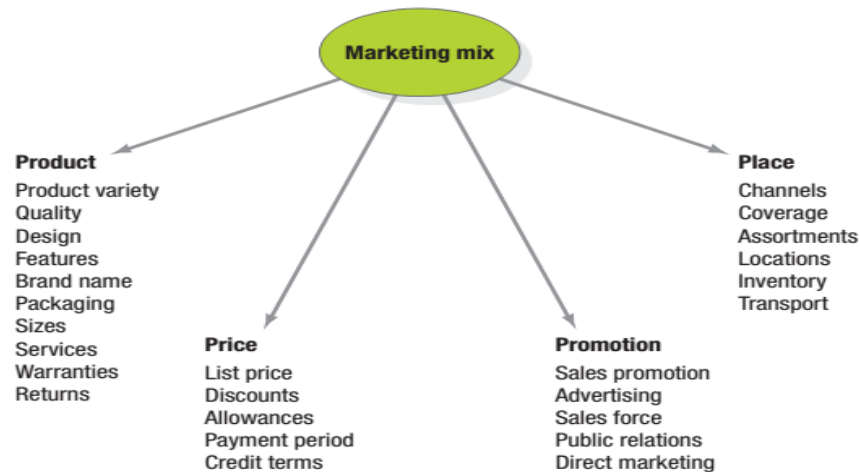 Marketing mix
Product
Product variety
Quality
Design
Features
Brand name
Packaging
Sizes
Services
Warranties
Returns
Price
List price
Discounts
Allowances
Payment period
Credit terms
Promotion
Sales promotion
Advertising
Sales force
Public relations
Direct marketing
Place
Channels
Coverage
Assortments
Locations
Inventory
Transport